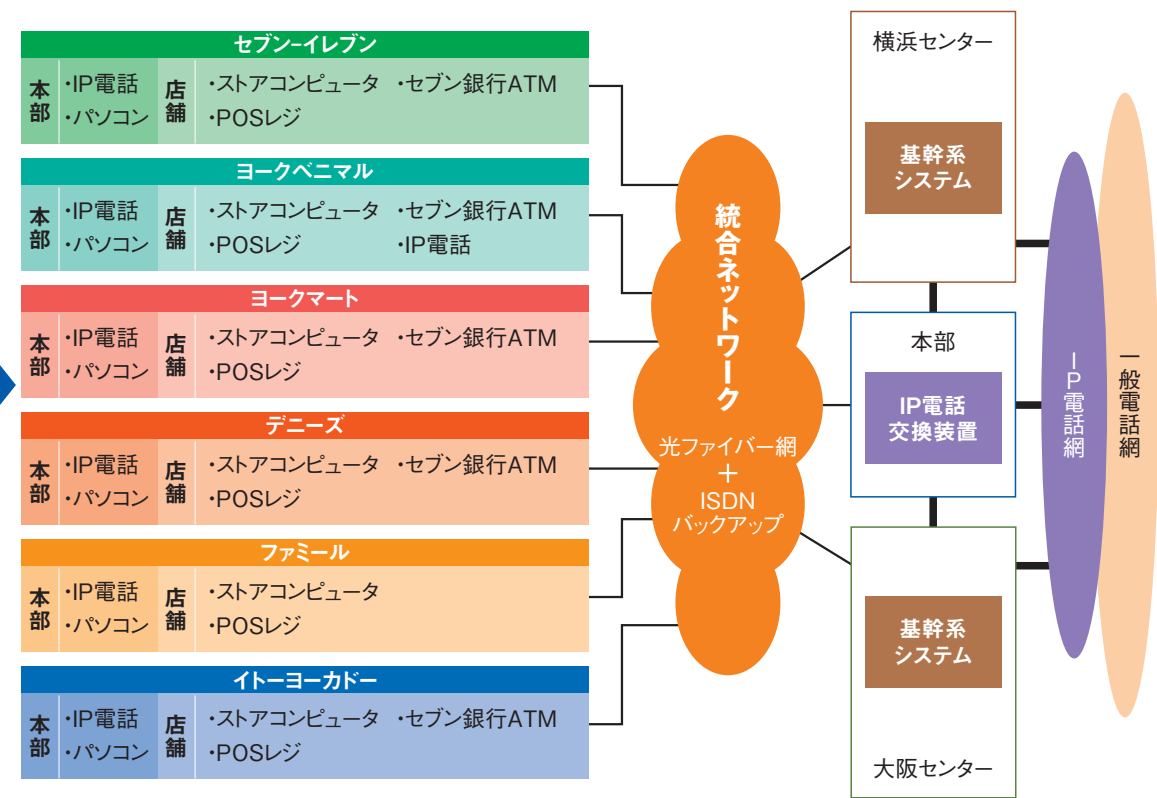 セブン-イレブン
本部
・IP電話
・パソコン
店舗
・ストアコンピュータ ・セブン銀行ATM
・POSレジ
ヨークベニマル
本部
・IP電話
・パソコン
店舗
・ストアコンピュータ ・セブン銀行ATM
・POSレジ ・IP電話
ヨークマート
本部
・IP電話
・パソコン
店舗
・ストアコンピュータ ・セブン銀行ATM
・POSレジ
デニーズ
本部
・IP電話
・パソコン
店舗
・ストアコンピュータ ・セブン銀行ATM
・POSレジ
ファミール
本部
・IP電話
・パソコン
店舗
・ストアコンピュータ
・POSレジ
イトーヨーカドー
本部
・IP電話
・パソコン
店舗
・ストアコンピュータ ・セブン銀行ATM
・POSレジ
統合ネットワーク
光ファイバー網
+
ISDN
バックアップ
横浜センター
基幹系
システム
本部
IP電話
交換装置
基幹系
システム
大阪センター
IP電話網
一般電話網